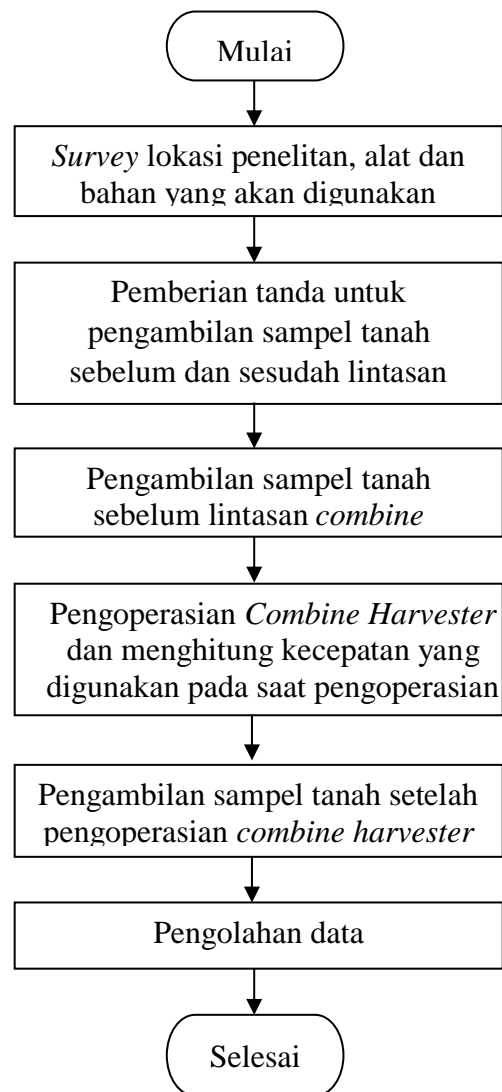 Mulai
Survey lokasi penelitan, alat dan
bahan yang akan digunakan
Pemberian tanda untuk
pengambilan sampel tanah
sebelum dan sesudah lintasan
Pengambilan sampel tanah
sebelum lintasan combine
Pengoperasian Combine Harvester
dan menghitung kecepatan yang
digunakan pada saat pengoperasian
Pengambilan sampel tanah setelah
pengoperasian combine harvester
Pengolahan data
Selesai